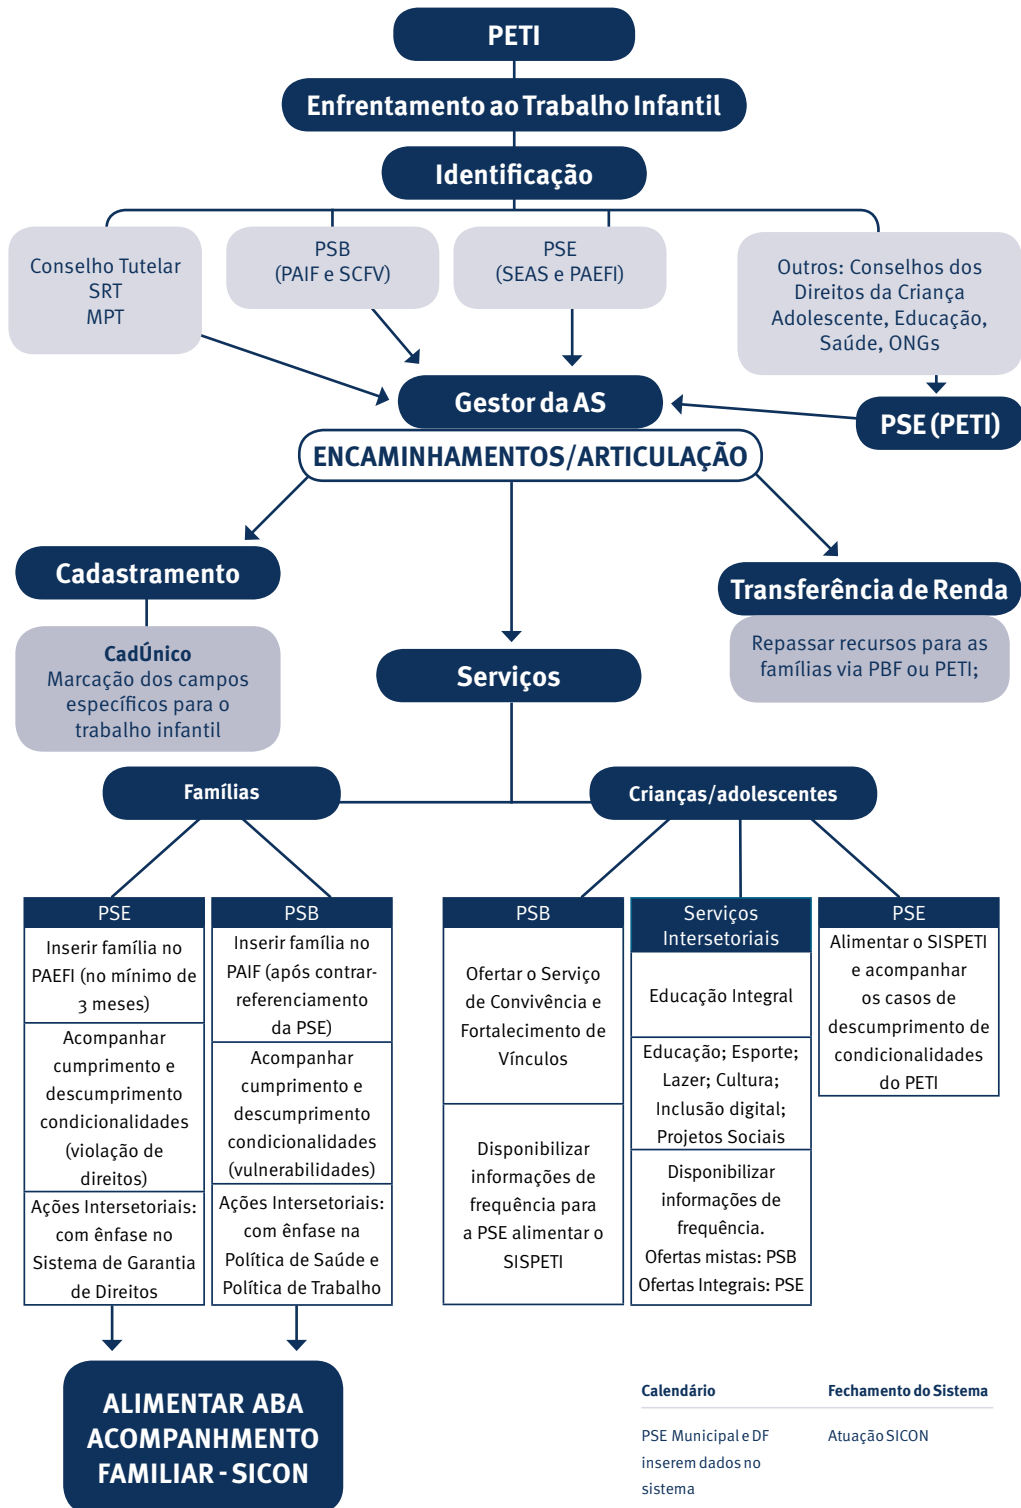 PETI
Enfrentamento ao Trabalho Infantil
Identificação
Conselho Tutelar
SRT
MPT
PSB
(PAIF e SCFV)
PSE
(SEAS e PAEFI)
Outros: Conselhos dos
Direitos da Criança
Adolescente, Educação,
Saúde, ONGs
Gestor da AS
PSE (PETI)
ENCAMINHAMENTOS/ARTICULAÇÃO
Cadastramento
CadÚnico
Marcação dos campos
específicos para o
trabalho infantil
Serviços
Transferência de Renda
Repassar recursos para as
famílias via PBF ou PETI;
Famílias
Crianças/adolescentes
PSE
Inserir família no
PAEFI (no mínimo de
3 meses)
Acompanhar
cumprimento e
descumprimento
condicionalidades
(violação de
direitos)
Ações Intersetoriais:
com ênfase no
Sistema de Garantia
de Direitos
PSB
Inserir família no
PAIF (após contrar-
referenciamento
da PSE)
Acompanhar
cumprimento e
descumprimento
condicionalidades
(vulnerabilidades)
Ações Intersetoriais:
com ênfase na
Política de Saúde e
Política de Trabalho
PSB
Ofertar o Serviço
de Convivência e
Fortalecimento de
Vínculos
Disponibilizar
informações de
frequência para
a PSE alimentar o
SISPETI
Serviços
Intersetoriais
Educação Integral
Educação; Esporte;
Lazer; Cultura;
Inclusão digital;
Projetos Sociais
Disponibilizar
informações de
frequência.
Ofertas mistas: PSB
Ofertas Integrais: PSE
PSE
Alimentar o SISPETI
e acompanhar
os casos de
descumprimento de
condicionalidades
do PETI
ALIMENTAR ABA
ACOMPANHMENTO
FAMILIAR - SICON
Calendário
PSE Municipal e DF
inserem dados no
sistema
Fechamento do Sistema
Atuação SICON